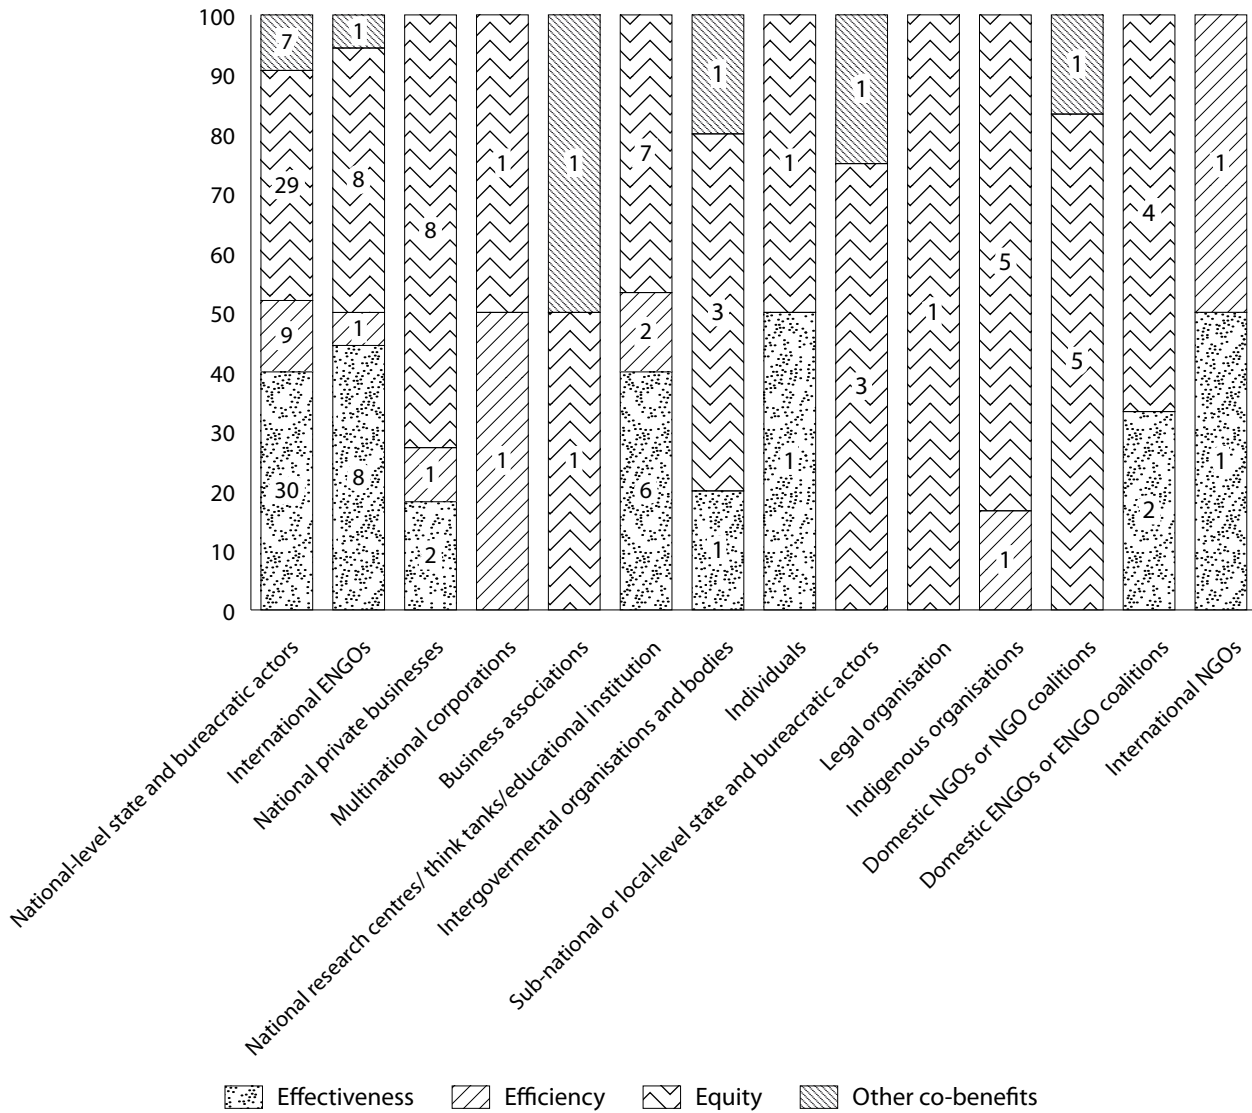 100
90
80
70
60
50
40
30
20
10
0
7
29
9
30
1
8
1
8
8
1
2
1
1
1
1
7
2
6
1
3
1
1
1
1
3
1
5
1
1
5
4
2
1
1
National-level state and bureacratic actors
International ENGOs
National private businesses
Multinational corporations
Business associations
National research centres/ think tanks/educational institution
Intergovermental organisations and bodies
Individuals
Sub-national or local-level state and bureacratic actors
Legal organisation
Indigenous organisations
Domestic NGOs or NGO coalitions
Domestic ENGOs or ENGO coalitions
International NGOs
Effectiveness
Efficiency
Equity
Other co-benefits